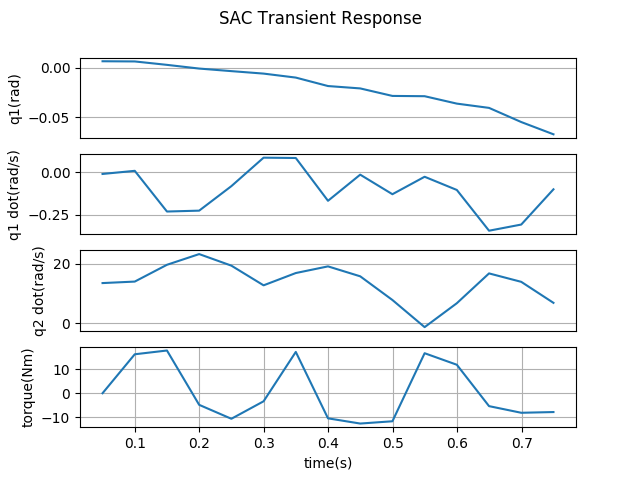 SAC Transient Response
q1(rad)
0.00
−0.05
q1 dot(rad/s)
0.00
−0.25
q2 dot(rad/s)
20
0
torque(Nm)
10
0
−10
0.1 0.2 0.3 0.4 0.5 0.6 0.7
time(s)